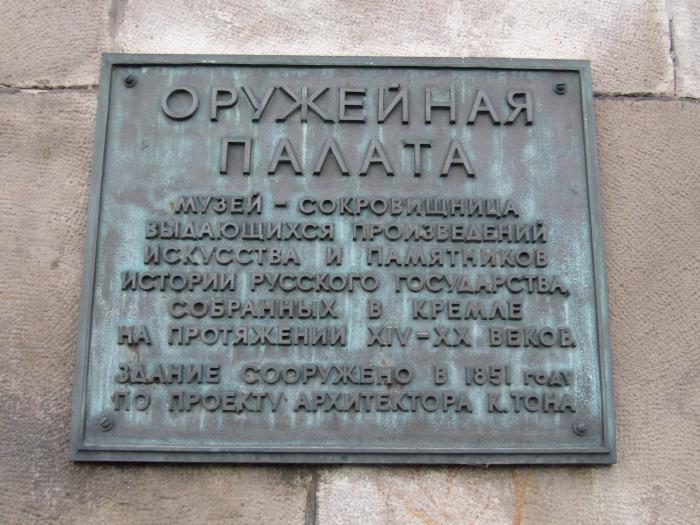 ОРУЖЕЙНАЯ
ПАЛАТА
МУЗЕЙ - СОКРОВИЩНИЦА
ВЫДАЮЩИХСЯ ПРОИЗВЕДЕНИЙ
ИСКУССТВА И ПАМЯТНИКОВ
ИСТОРИИ РУССКОГО ГОСУДАРСТВА,
СОБРАННЫХ В КРЕМЛЕ
НА ПРОТЯЖЕНИИ XIV-XX ВЕКОВ.
ЗДАНИЕ СООРУЖЕНО В 1851 году
ПО ПРОЕКТУ АРХИТЕКТОРА К. ТОНА